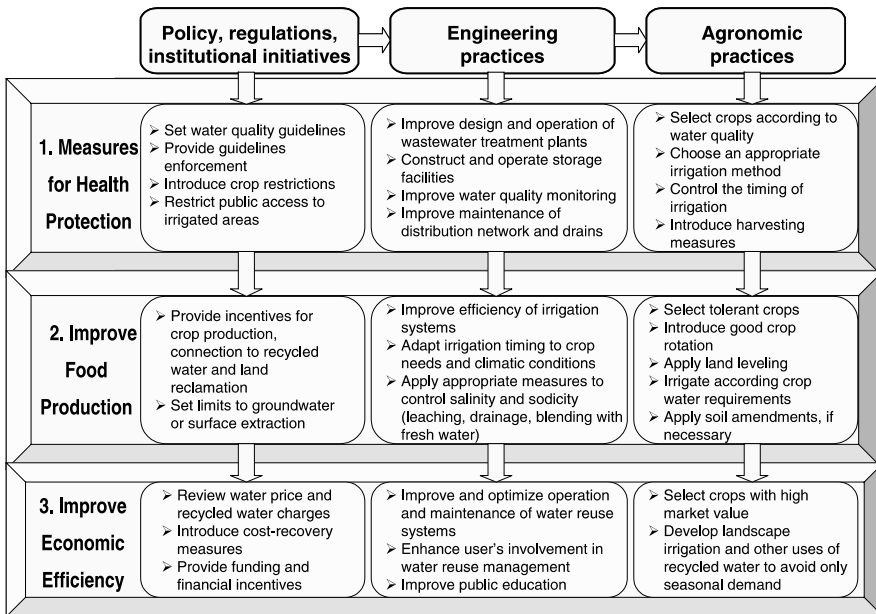 Policy, regulations,
institutional initiatives
Engineering
practices
Agronomic
practices
1. Measures
for Health
Protection
➢ Set water quality guidelines
➢ Provide guidelines
enforcement
➢ Introduce crop restrictions
➢ Restrict public access to
irrigated areas
➢ Improve design and operation of
wastewater treatment plants
➢ Construct and operate storage
facilities
➢ Improve water quality monitoring
➢ Improve maintenance of
distribution network and drains
➢ Select crops according to
water quality
➢ Choose an appropriate
irrigation method
➢ Control the timing of
irrigation
➢ Introduce harvesting
measures
2. Improve
Food
Production
➢ Provide incentives for
crop production,
connection to recycled
water and land
reclamation
➢ Set limits to groundwater
or surface extraction
➢ Improve efficiency of irrigation
systems
➢ Adapt irrigation timing to crop
needs and climatic conditions
➢ Apply appropriate measures to
control salinity and sodicity
(leaching, drainage, blending with
fresh water)
➢ Select tolerant crops
➢ Introduce good crop
rotation
➢ Apply land leveling
➢ Irrigate according crop
water requirements
➢ Apply soil amendments, if
necessary
3. Improve
Economic
Efficiency
➢ Review water price and
recycled water charges
➢ Introduce cost-recovery
measures
➢ Provide funding and
financial incentives
➢ Improve and optimize operation
and maintenance of water reuse
systems
➢ Enhance user's involvement in
water reuse management
➢ Improve public education
➢ Select crops with high
market value
➢ Develop landscape
irrigation and other uses of
recycled water to avoid only
seasonal demand